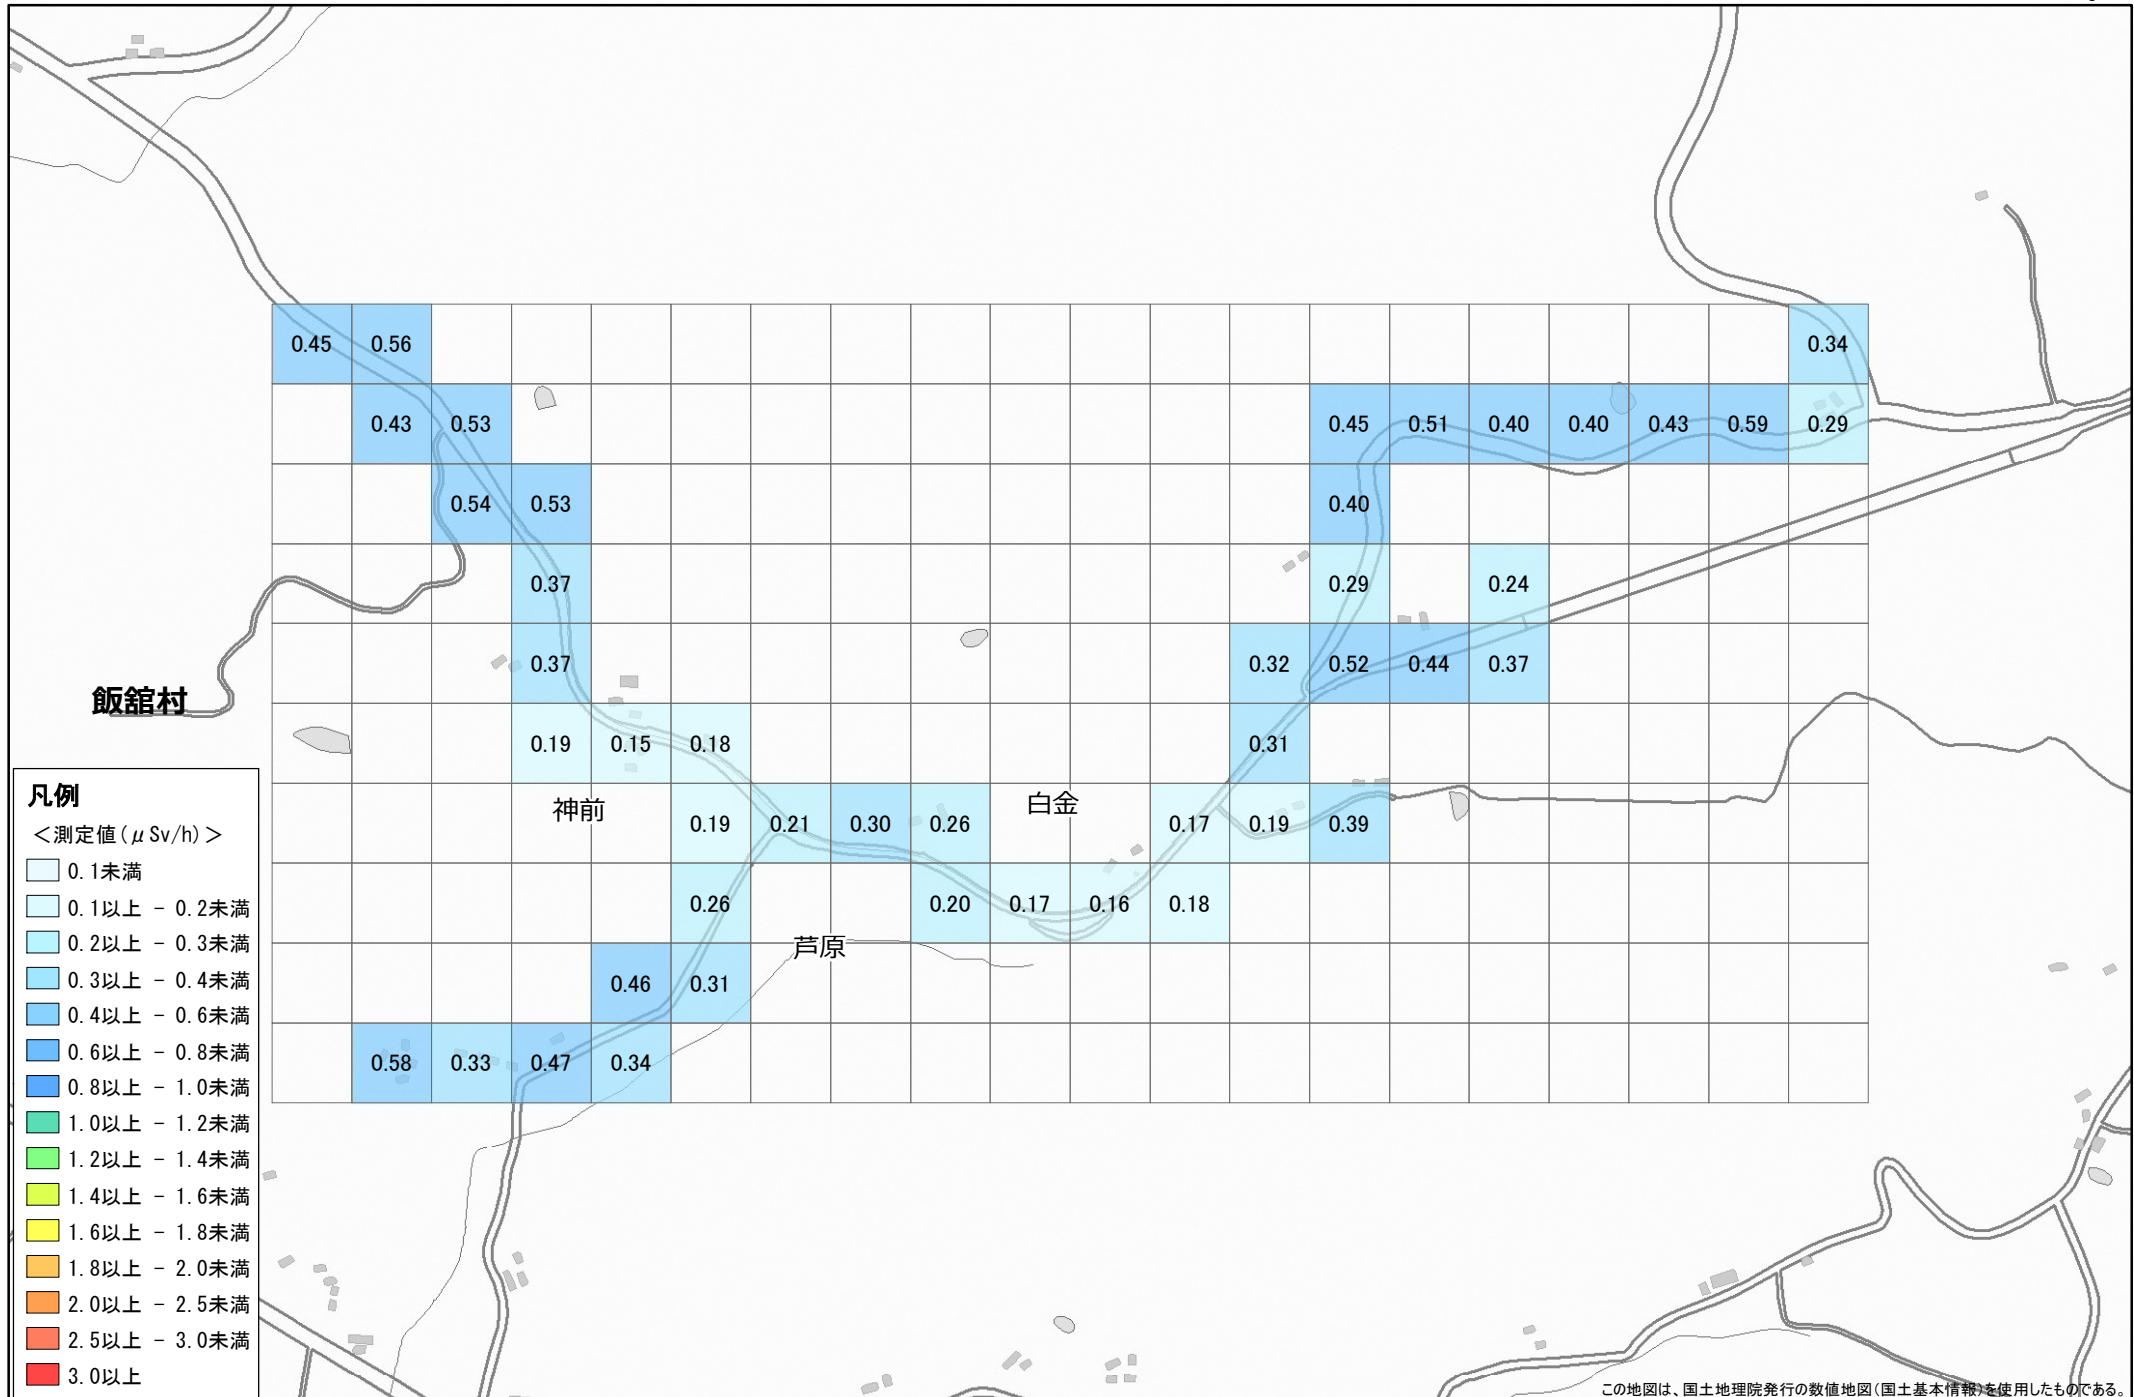 0.45 0.56 0.34
0.43 0.53 0.45 0.51 0.40 0.40 0.43 0.59 0.29
0.54 0.53 0.40
0.37 0.29 0.24
0.37 0.32 0.52 0.44 0.37
飯舘村
0.19 0.15 0.18 0.31
神前 白金
0.19 0.21 0.30 0.26 0.17 0.19 0.39
0.26 0.20 0.17 0.16 0.18
芦原
0.46 0.31
0.58 0.33 0.47 0.34
凡例
＜測定値(μSv/h)＞
0.1未満
0.1以上 － 0.2未満
0.2以上 － 0.3未満
0.3以上 － 0.4未満
0.4以上 － 0.6未満
0.6以上 － 0.8未満
0.8以上 － 1.0未満
1.0以上 － 1.2未満
1.2以上 － 1.4未満
1.4以上 － 1.6未満
1.6以上 － 1.8未満
1.8以上 － 2.0未満
2.0以上 － 2.5未満
2.5以上 － 3.0未満
3.0以上
この地図は、国土地理院発行の数値地図(国土基本情報)を使用したものである。